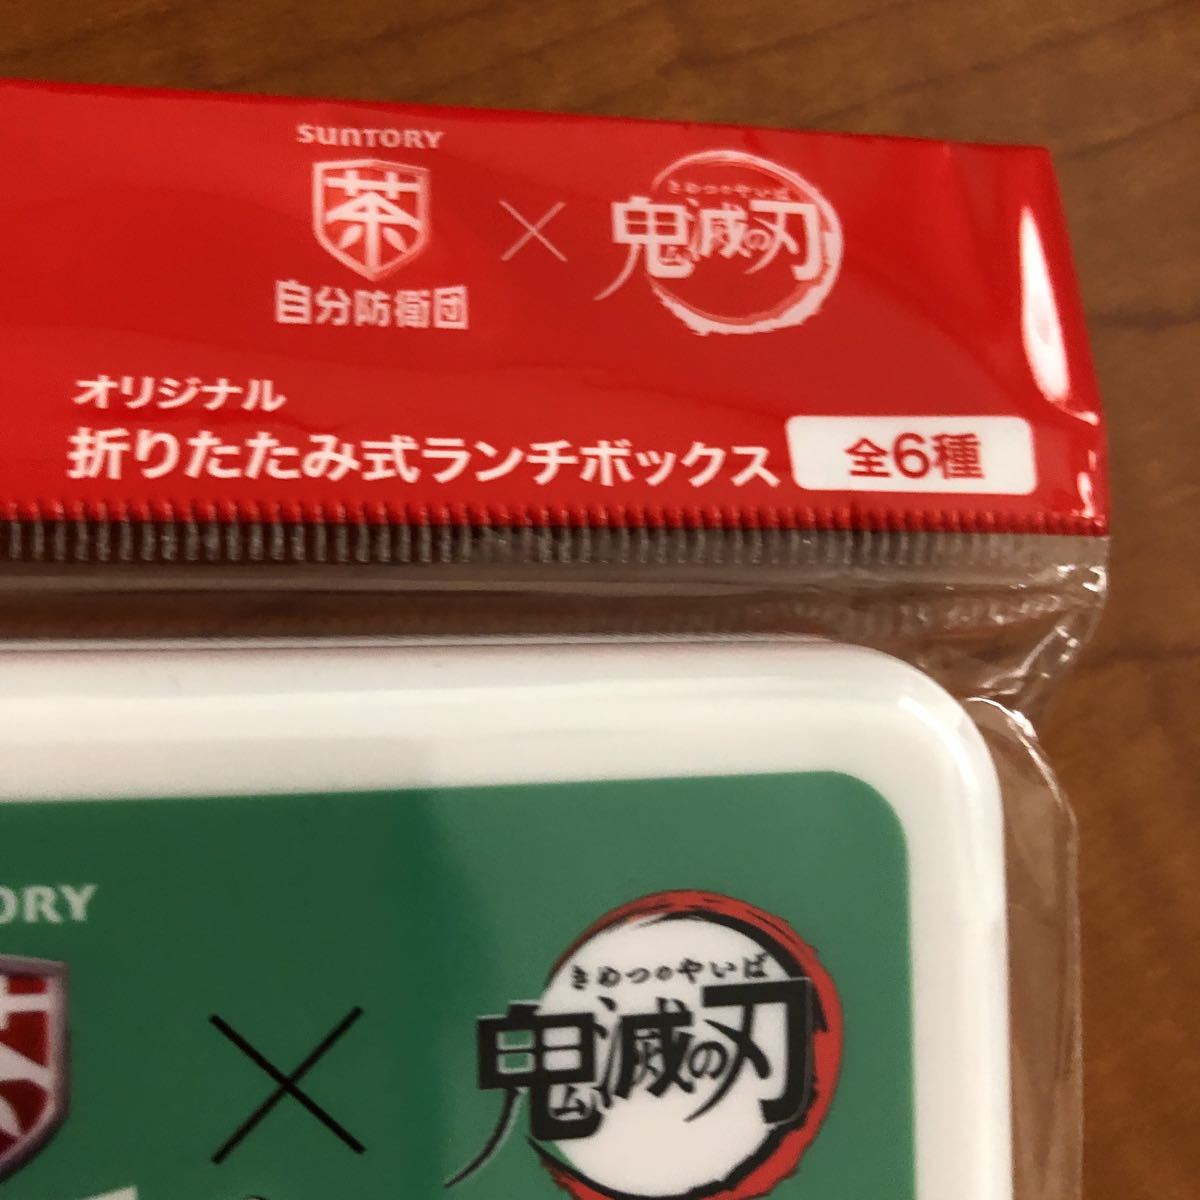 SUNTORY
茶
自分防衛団
×
きめつのやいば
鬼滅の刃
オリジナル
折りたたみ式ランチボックス
全6種
ORY
×
きめつのやいば
鬼滅の刃